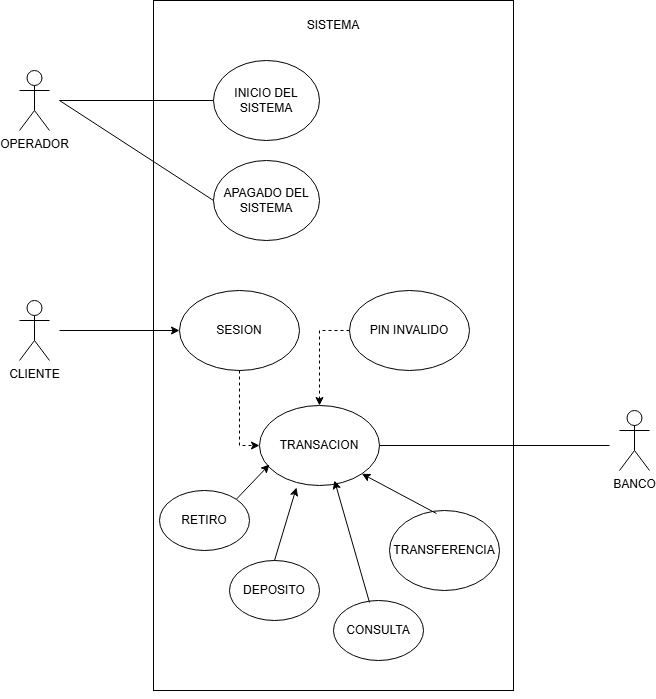 SISTEMA
INICIO DEL
SISTEMA
OPERADOR
APAGADO DEL
SISTEMA
SESION
PIN INVALIDO
CLIENTE
TRANSACION
BANCO
RETIRO
TRANSFERENCIA
DEPOSITO
CONSULTA